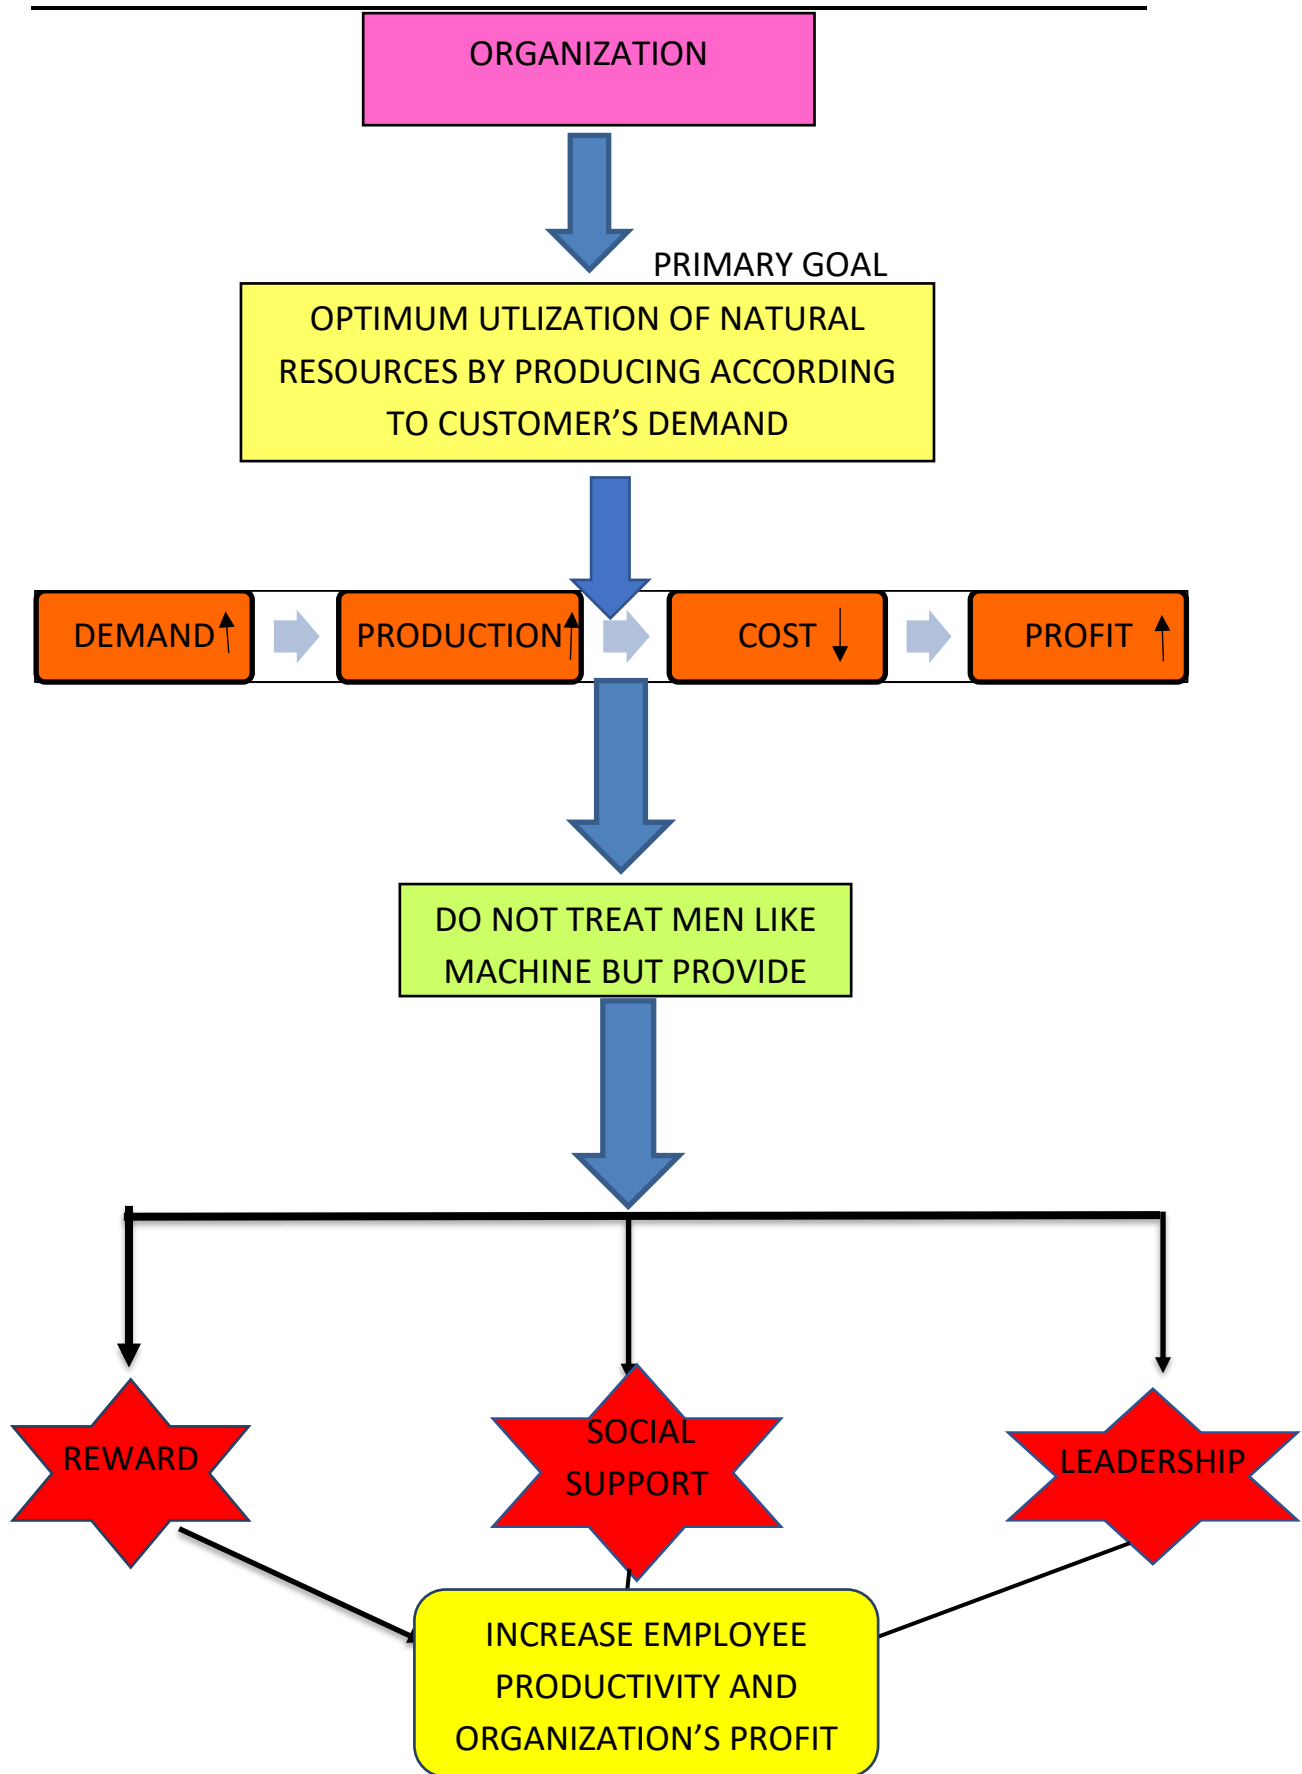 ORGANIZATION
PRIMARY GOAL
OPTIMUM UTLIZATION OF NATURAL
RESOURCES BY PRODUCING ACCORDING
TO CUSTOMER’S DEMAND
DEMAND
PRODUCTION
COST
PROFIT
DO NOT TREAT MEN LIKE
MACHINE BUT PROVIDE
REWARD
SOCIAL
SUPPORT
LEADERSHIP
INCREASE EMPLOYEE
PRODUCTIVITY AND
ORGANIZATION’S PROFIT